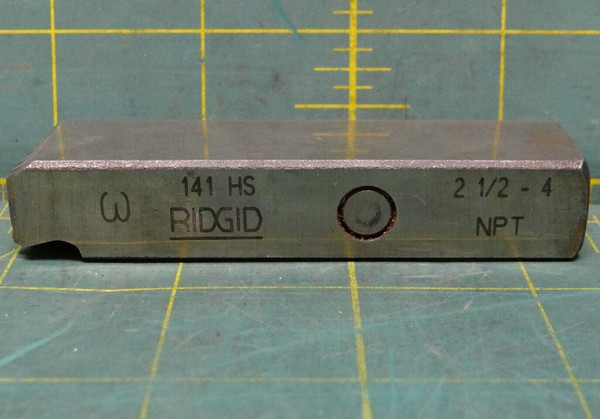 3
141 HS
RIDGID
2 1/2 - 4
NPT